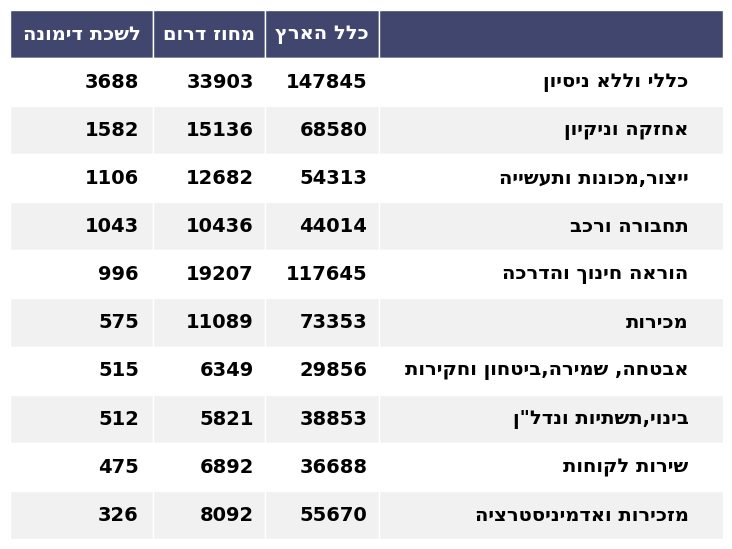 כלל הארץ מחוז דרום לשכת דימונה
כללי וללא ניסיון 147845 33903 3688
אחזקה וניקיון 68580 15136 1582
ייצור,מכונות ותעשייה 54313 12682 1106
תחבורה ורכב 44014 10436 1043
הוראה חינוך והדרכה 117645 19207 996
מכירות 73353 11089 575
אבטחה, שמירה,ביטחון וחקירות 29856 6349 515
בינוי,תשתיות ונדל"ן 38853 5821 512
שירות לקוחות 36688 6892 475
מזכירות ואדמיניסטרציה 55670 8092 326